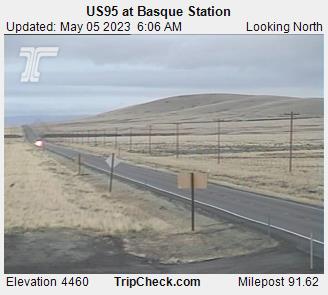 US95 at Basque Station
Updated: May 05 2023 6:06 AM Looking North
Elevation 4460 TripCheck.com Milepost 91.62